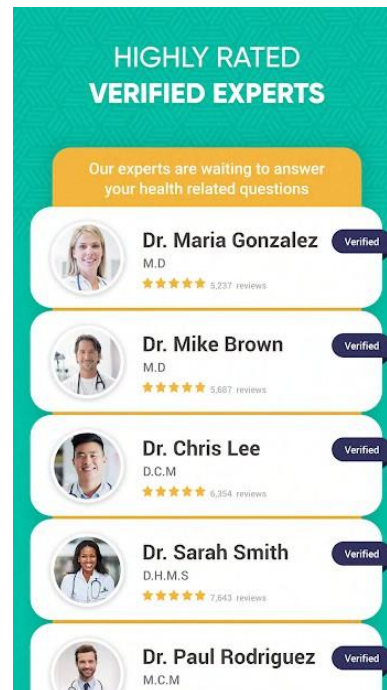 HIGHLY RATED
VERIFIED EXPERTS
Our experts are waiting to answer
your health related questions
Dr. Maria Gonzalez
Verified
M.D
5,237 reviews
Dr. Mike Brown
Verified
M.D
5,687 reviews
Dr. Chris Lee
Verified
D.C.M
6,354 reviews
Dr. Sarah Smith
Verified
D.H.M.S
7,643 reviews
Dr. Paul Rodriguez
Verified
M.C.M